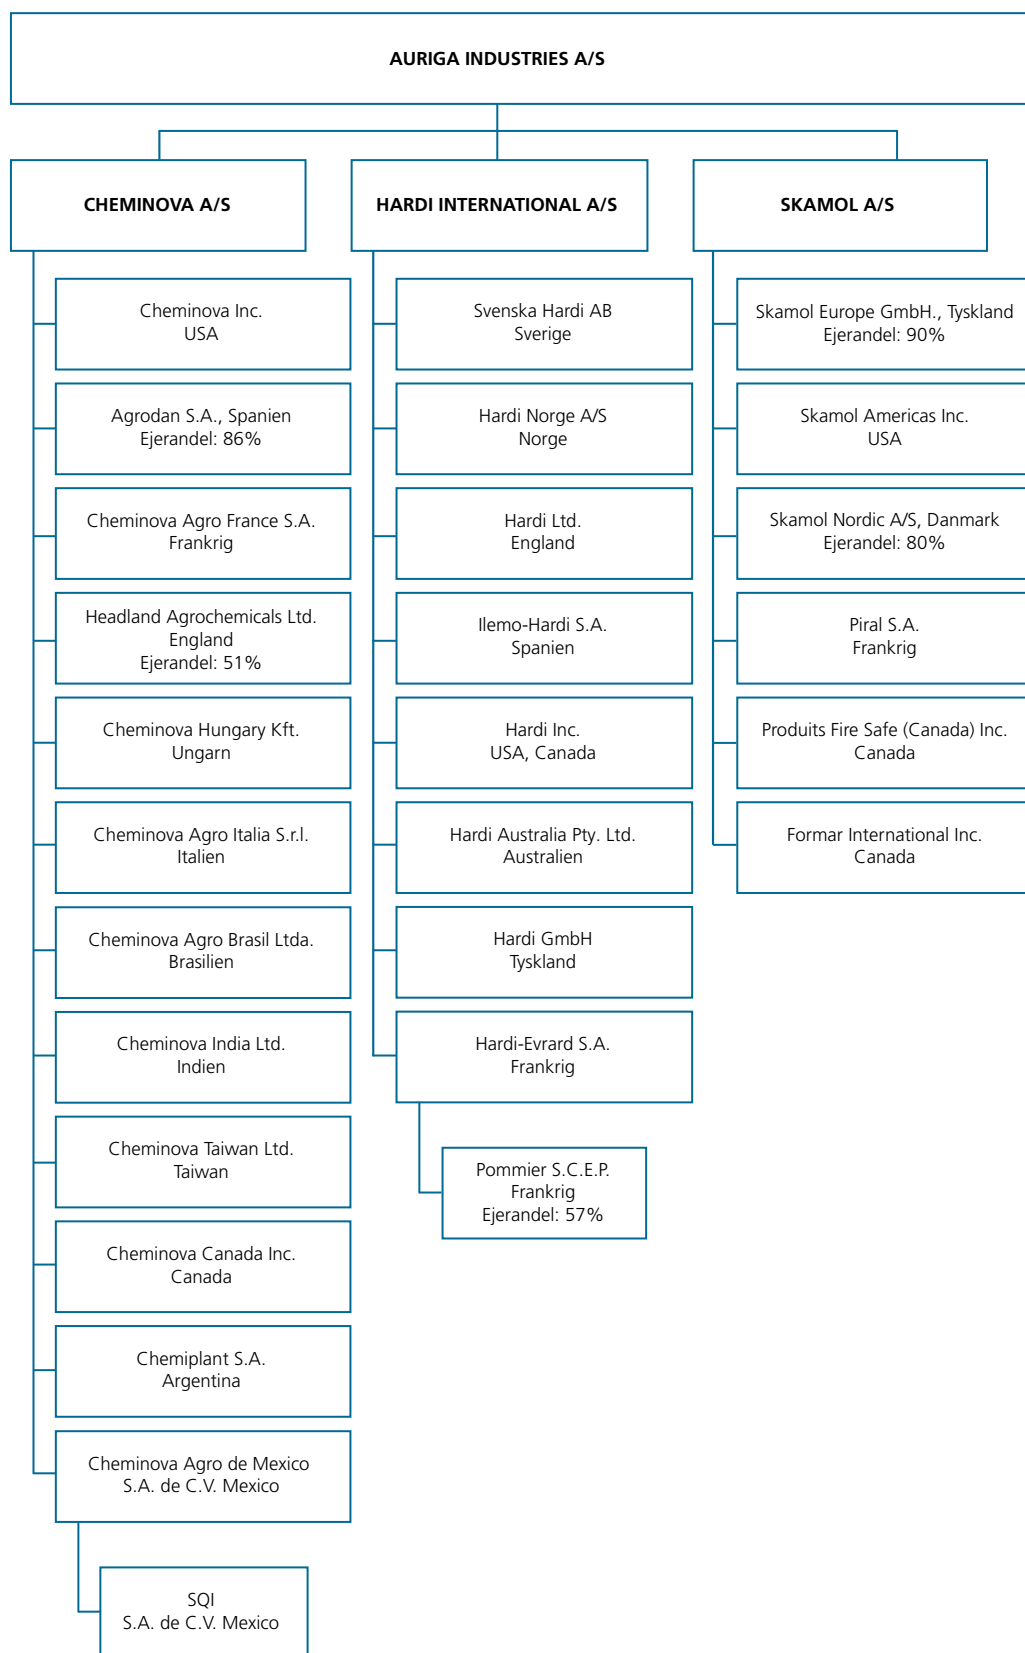 AURIGA INDUSTRIES A/S
CHEMINOVA A/S
Cheminova Inc.
USA
Agrodan S.A., Spanien
Ejerandel: 86%
Cheminova Agro France S.A.
Frankrig
Headland Agrochemicals Ltd.
England
Ejerandel: 51%
Cheminova Hungary Kft.
Ungarn
Cheminova Agro Italia S.r.l.
Italien
Cheminova Agro Brasil Ltda.
Brasilien
Cheminova India Ltd.
Indien
Cheminova Taiwan Ltd.
Taiwan
Cheminova Canada Inc.
Canada
Chemiplant S.A.
Argentina
Cheminova Agro de Mexico
S.A. de C.V. Mexico
SQI
S.A. de C.V. Mexico
HARDI INTERNATIONAL A/S
Svenska Hardi AB
Sverige
Hardi Norge A/S
Norge
Hardi Ltd.
England
Ilemo-Hardi S.A.
Spanien
Hardi Inc.
USA, Canada
Hardi Australia Pty. Ltd.
Australien
Hardi GmbH
Tyskland
Hardi-Evrard S.A.
Frankrig
Pommier S.C.E.P.
Frankrig
Ejerandel: 57%
SKAMOL A/S
Skamol Europe GmbH., Tyskland
Ejerandel: 90%
Skamol Americas Inc.
USA
Skamol Nordic A/S, Danmark
Ejerandel: 80%
Piral S.A.
Frankrig
Produits Fire Safe (Canada) Inc.
Canada
Formar International Inc.
Canada